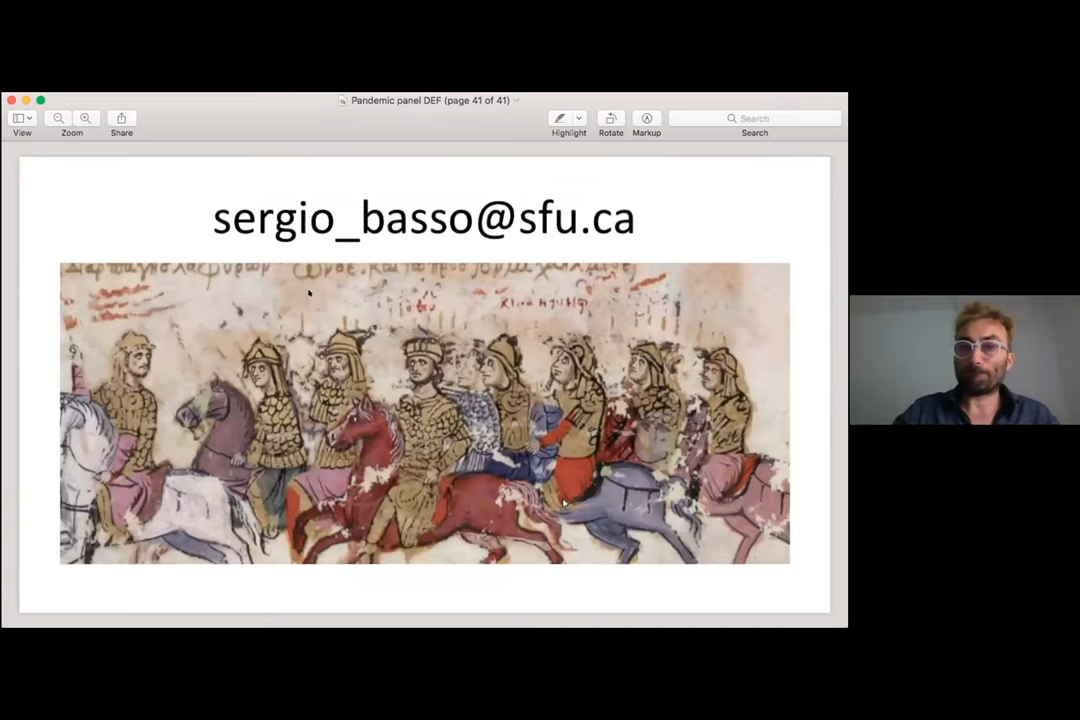 Pandemic panel DEF (page 41 of 41)
View
Zoom
Share
Highlight
Rotate
Markup
Search
Search
sergio_basso@sfu.ca